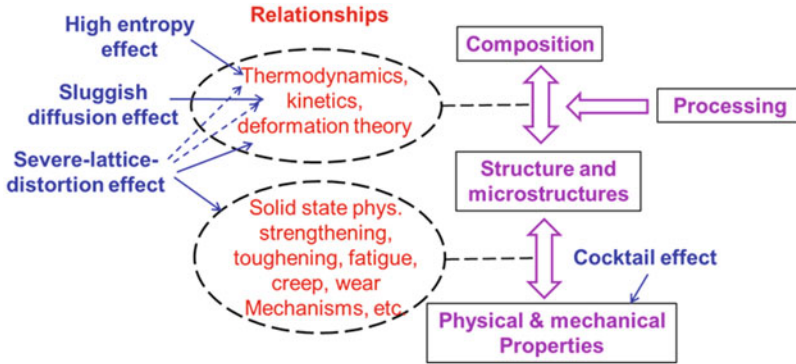 Relationships
High entropy
effect
Sluggish
diffusion effect
Severe-lattice-
distortion effect
Thermodynamics,
kinetics,
deformation theory
Solid state phys.
strengthening,
toughening, fatigue,
creep, wear
Mechanisms, etc
Composition
Processing
Structure and
microstructures
Cocktail effect
Physical & mechanical
Properties